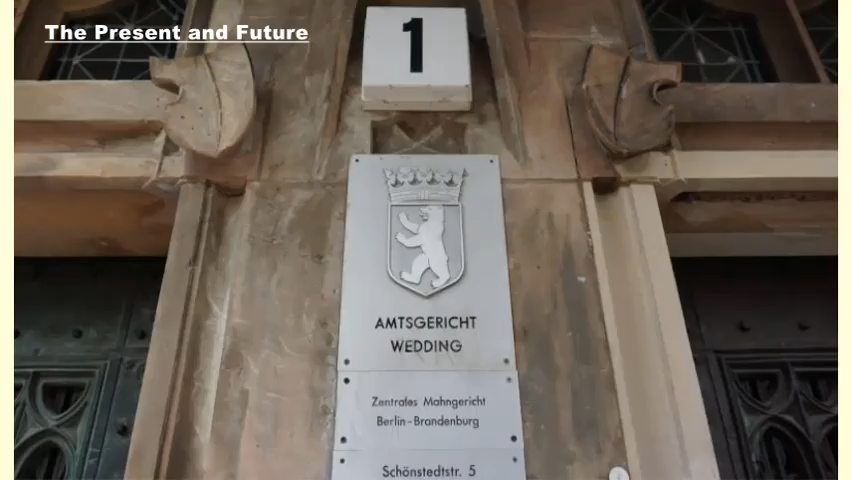 The Present and Future
1
AMTSGERICHT
WEDDING
Zentrales Mahngericht
Berlin-Brandenburg
Schönstedtstr. 5